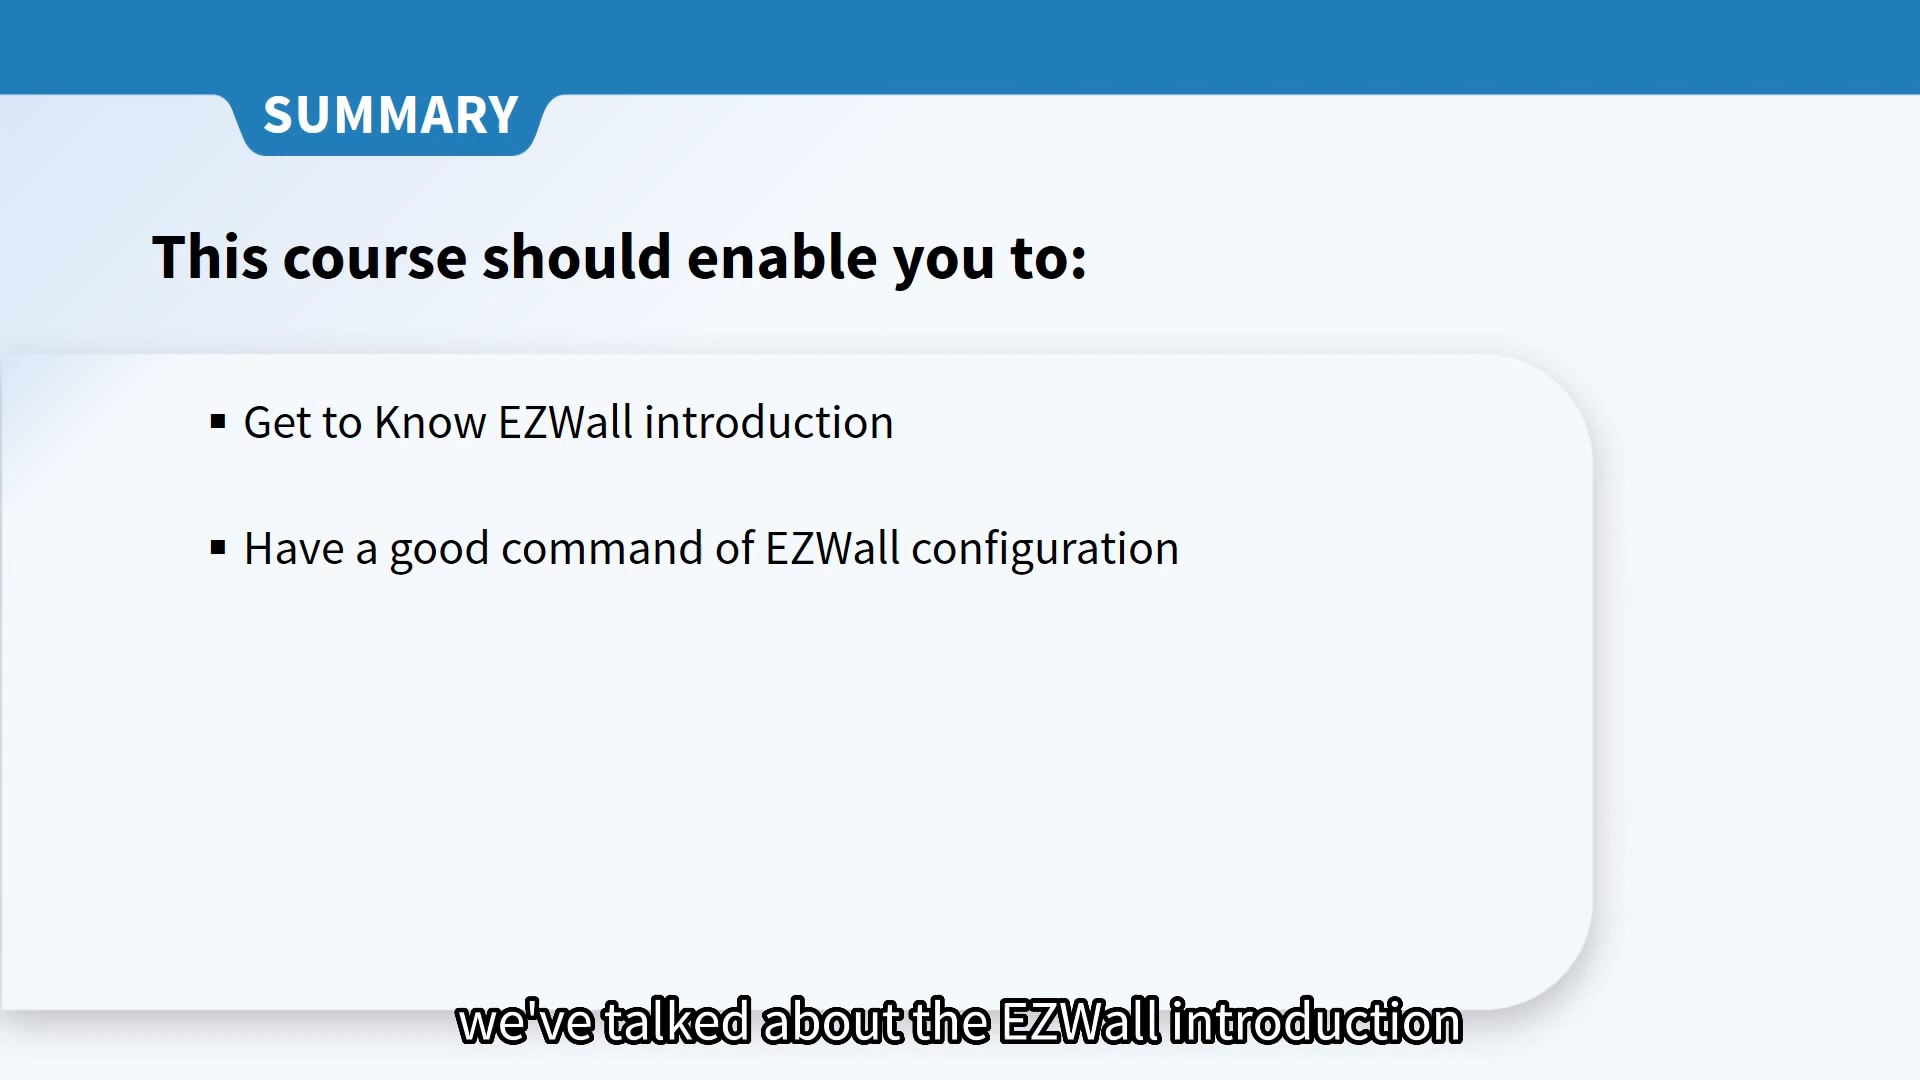 SUMMARY
This course should enable you to:
▪ Get to Know EZWall introduction
▪ Have a good command of EZWall configuration
we've talked about the EZWall introduction